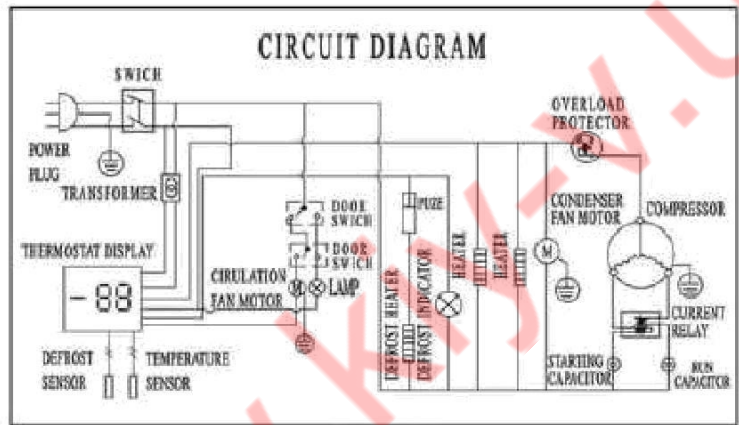 CIRCUIT DIAGRAM
SWICH
OVERLOAD
PROTECTOR
POWER
PLUG
TRANSFORMER
DOOR
SWICH
DOOR
SWICH
FUZE
CONDENSER
FAN MOTOR
COMPRESSOR
THERMOSTAT DISPLAY
-88
CIRULATION
FAN MOTOR
M
LAMP
DEFROST HEATER
DEFROST INDICATOR
HEATER
HEATER
M
CURRENT
RELAY
DEFROST
SENSOR
TEMPERATURE
SENSOR
STARTING
CAPACITOR
RUN
CAPACITOR
kriy-v.u